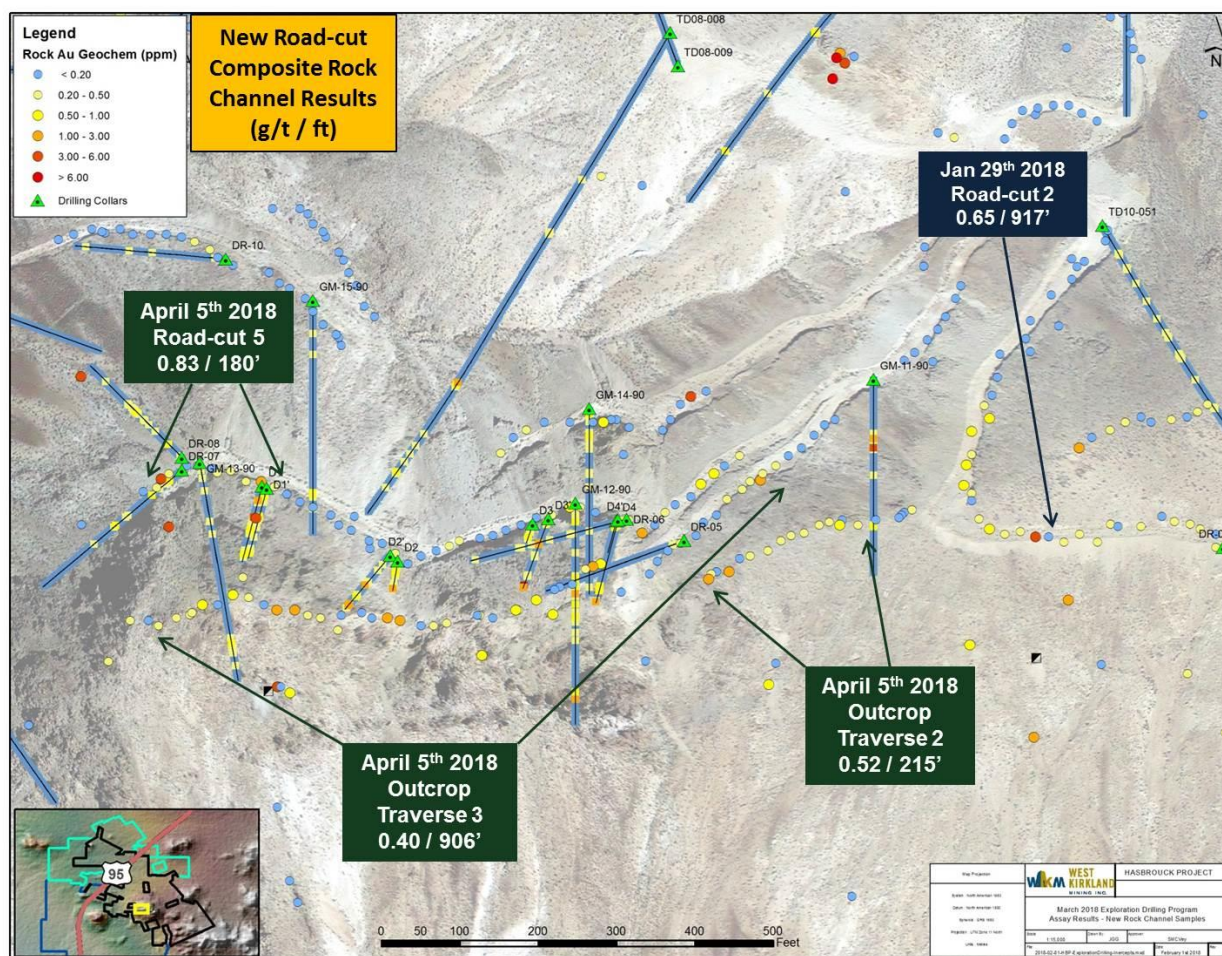 Legend
Rock Au Geochem (ppm)
< 0.20
0.20 - 0.50
0.50 - 1.00
1.00 - 3.00
3.00 - 6.00
> 6.00
Drilling Collars
New Road-cut
Composite Rock
Channel Results
(g/t / ft)
TD08-008
TD08-009
N
Jan 29th 2018
Road-cut 2
0.65 / 917'
TD10-051
DR-10
GM-15-90
April 5th 2018
Road-cut 5
0.83 / 180'
GM-11-90
GM-14-90
DR-08
DR-07
GM-13-90
D1'
GM-12-90
D3'
D3
D4'
D4
DR-06
DR-05
D2'
D2
April 5th 2018
Outcrop
Traverse 3
0.40 / 906'
April 5th 2018
Outcrop
Traverse 2
0.52 / 215'
95
0 100 200 300 400 500
Feet
Map Projection
WKM
WEST
KIRKLAND
MINING INC.
HASBROUCK PROJECT
March 2018 Exploration Drilling Program
Assay Results - New Rock Channel Samples
JGG
February 1st 2018